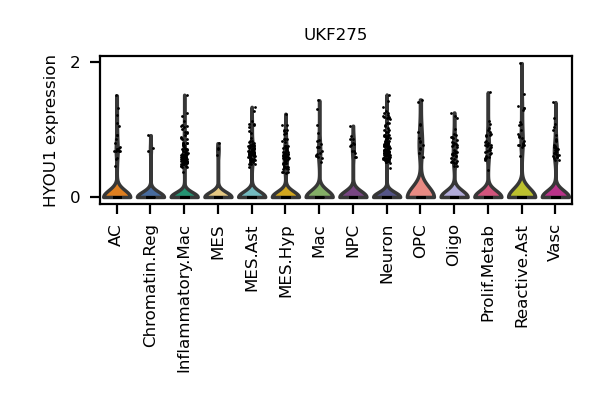 UKF275
HYOU1 expression
2
0
AC
Chromatin.Reg
Inflammatory.Mac
MES
MES.Ast
MES.Hyp
Mac
NPC
Neuron
OPC
Oligo
Prolif.Metab
Reactive.Ast
Vasc